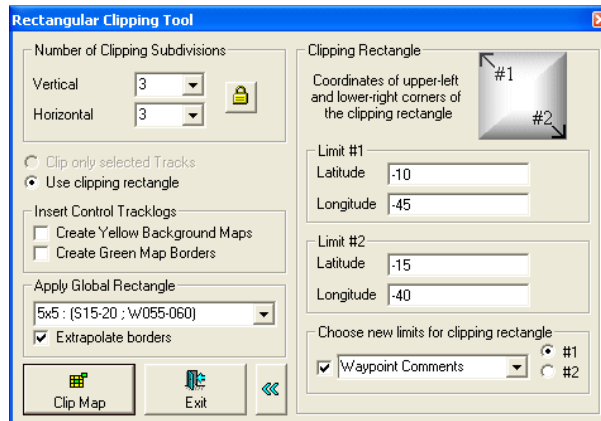 Rectangular Clipping Tool
Number of Clipping Subdivisions
Vertical 3
Horizontal 3
Clip only selected Tracks
Use clipping rectangle
Insert Control Tracklogs
Create Yellow Background Maps
Create Green Map Borders
Apply Global Rectangle
5x5 : (S15-20 ; W055-060)
Extrapolate borders
Clip Map
Exit
Clipping Rectangle
Coordinates of upper-left
and lower-right corners of
the clipping rectangle
#1
#2
Limit #1
Latitude -10
Longitude -45
Limit #2
Latitude -15
Longitude -40
Choose new limits for clipping rectangle
Waypoint Comments
#1
#2